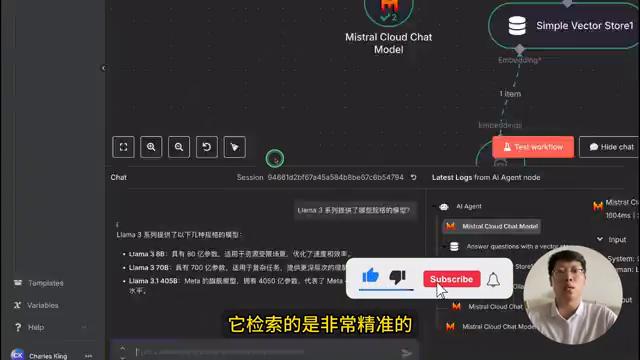 2
Mistral Cloud Chat
Model
Simple Vector Store1
Embedding*
1 item
Embeddings
Test workflow
Hide chat
Chat
Session
Latest Logs from AI Agent node
Llama 3 系列提供了哪些规格的模型?
Llama 3 系列提供了以下几种规格的模型:
• Llama 3 8B: 具有 80 亿参数, 适用于资源受限场景, 优化了速度和效率。
• Llama 3 70B: 具有 700 亿参数, 适用于复杂任务, 提供更深层次的理解
• Llama 3.1 405B: Meta 的旗舰模型, 拥有 4050 亿参数, 代表了 Meta
水平。
AI Agent
Mistral Cloud Chat Model
Answer questions with a vector st
Mistral Cloud Chat
Mistral Cloud Chat Model
Mistral C
1604ms
Input
System:
Templates
Variables
Help
CK
Charles King
Subscribe
它检索的是非常精准的